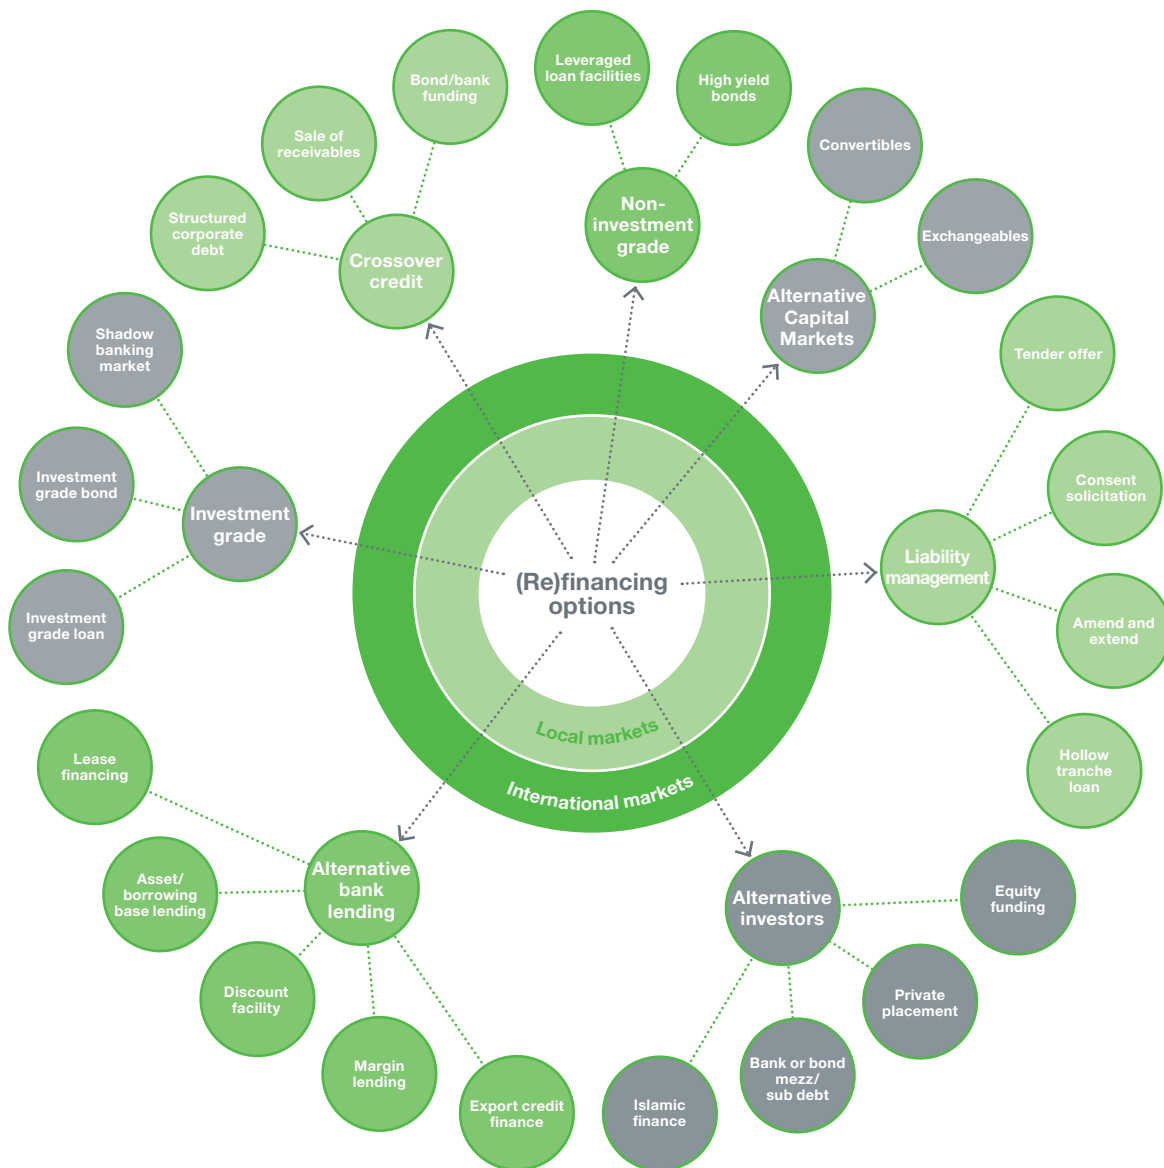 Leveraged
loan facilities
High yield
bonds
Bond/bank
funding
Sale of
receivables
Structured
corporate
debt
Crossover
credit
Non-
investment
grade
Convertibles
Exchangeables
Alternative
Capital
Markets
Shadow
banking
market
Investment
grade bond
Investment
grade loan
Investment
grade
Tender offer
Consent
solicitation
Amend and
extend
Hollow
tranche
loan
Liability
management
(Re)financing
options
Local markets
International markets
Lease
financing
Asset/
borrowing
base lending
Discount
facility
Margin
lending
Export credit
finance
Alternative
bank
lending
Alternative
investors
Equity
funding
Private
placement
Bank or bond
mezz/
sub debt
Islamic
finance